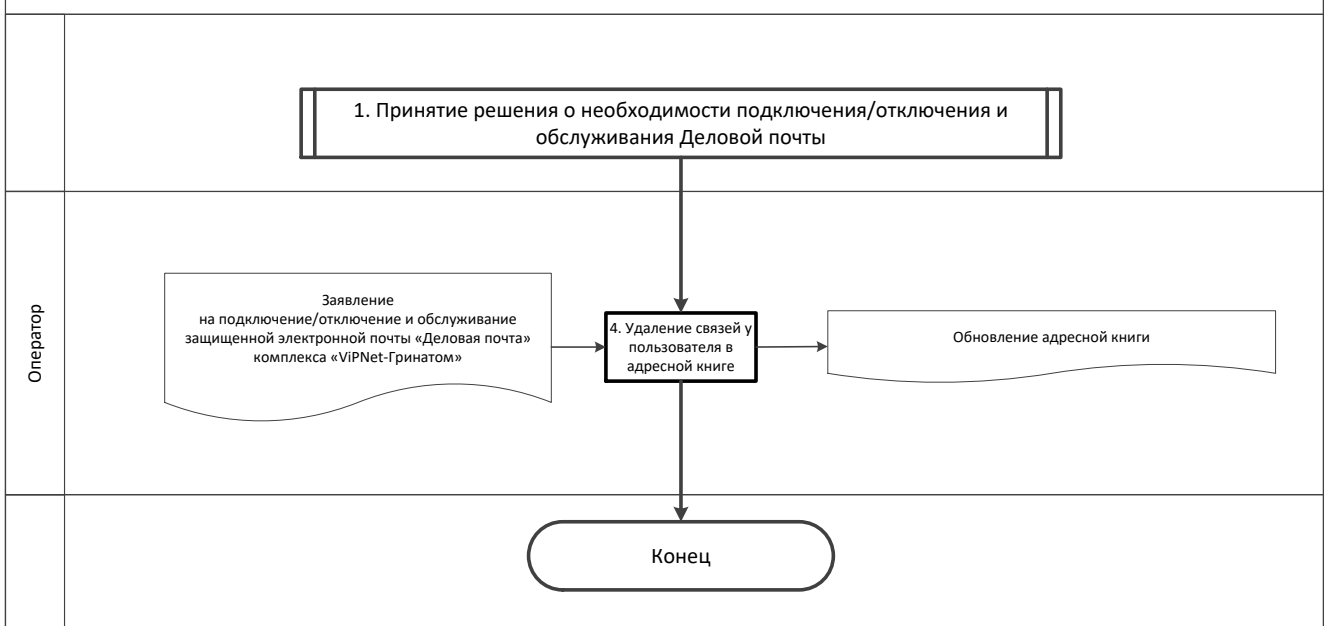 1. Принятие решения о необходимости подключения/отключения и
обслуживания Деловой почты
Оператор
Заявление
на подключение/отключение и обслуживание
защищенной электронной почты «Деловая почта»
комплекса «ViPNet-Гринатом»
4. Удаление связей у
пользователя в
адресной книге
Обновление адресной книги
Конец